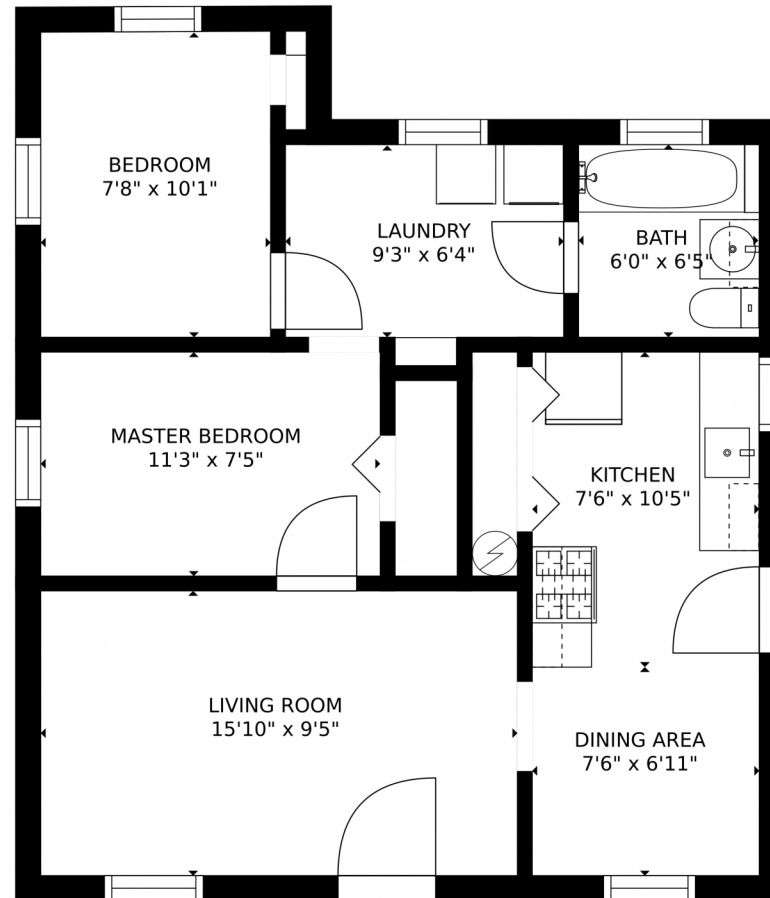 BEDROOM
7'8" x 10'1"
LAUNDRY
9'3" x 6'4"
BATH
6'0" x 6'5"
MASTER BEDROOM
11'3" x 7'5"
KITCHEN
7'6" x 10'5"
LIVING ROOM
15'10" x 9'5"
DINING AREA
7'6" x 6'11"